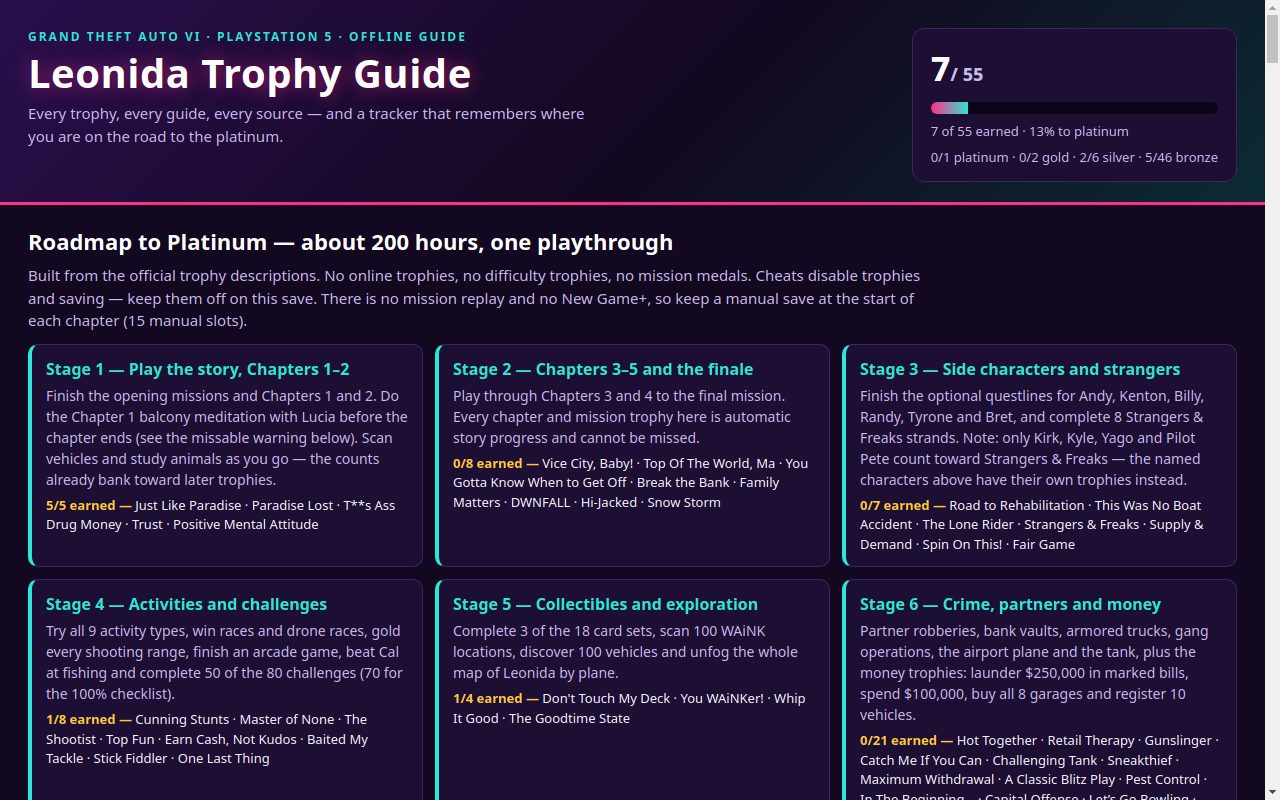 GRAND THEFT AUTO VI · PLAYSTATION 5 · OFFLINE GUIDE
Leonida Trophy Guide
Every trophy, every guide, every source — and a tracker that remembers where
you are on the road to the platinum.
7/ 55
7 of 55 earned · 13% to platinum
0/1 platinum · 0/2 gold · 2/6 silver · 5/46 bronze
Roadmap to Platinum — about 200 hours, one playthrough
Built from the official trophy descriptions. No online trophies, no difficulty trophies, no mission medals. Cheats disable trophies
and saving — keep them off on this save. There is no mission replay and no New Game+, so keep a manual save at the start of
each chapter (15 manual slots).
Stage 1 — Play the story, Chapters 1–2
Finish the opening missions and Chapters 1 and 2. Do
the Chapter 1 balcony meditation with Lucia before the
chapter ends (see the missable warning below). Scan
vehicles and study animals as you go — the counts
already bank toward later trophies.
5/5 earned — Just Like Paradise · Paradise Lost · T**s Ass
Drug Money · Trust · Positive Mental Attitude
Stage 2 — Chapters 3–5 and the finale
Play through Chapters 3 and 4 to the final mission.
Every chapter and mission trophy here is automatic
story progress and cannot be missed.
0/8 earned — Vice City, Baby! · Top Of The World, Ma · You
Gotta Know When to Get Off · Break the Bank · Family
Matters · DWNFALL · Hi-Jacked · Snow Storm
Stage 3 — Side characters and strangers
Finish the optional questlines for Andy, Kenton, Billy,
Randy, Tyrone and Bret, and complete 8 Strangers &
Freaks strands. Note: only Kirk, Kyle, Yago and Pilot
Pete count toward Strangers & Freaks — the named
characters above have their own trophies instead.
0/7 earned — Road to Rehabilitation · This Was No Boat
Accident · The Lone Rider · Strangers & Freaks · Supply &
Demand · Spin On This! · Fair Game
Stage 4 — Activities and challenges
Try all 9 activity types, win races and drone races, gold
every shooting range, finish an arcade game, beat Cal
at fishing and complete 50 of the 80 challenges (70 for
the 100% checklist).
1/8 earned — Cunning Stunts · Master of None · The
Shootist · Top Fun · Earn Cash, Not Kudos · Baited My
Tackle · Stick Fiddler · One Last Thing
Stage 5 — Collectibles and exploration
Complete 3 of the 18 card sets, scan 100 WAiNK
locations, discover 100 vehicles and unfog the whole
map of Leonida by plane.
1/4 earned — Don't Touch My Deck · You WAiNKer! · Whip
It Good · The Goodtime State
Stage 6 — Crime, partners and money
Partner robberies, bank vaults, armored trucks, gang
operations, the airport plane and the tank, plus the
money trophies: launder $250,000 in marked bills,
spend $100,000, buy all 8 garages and register 10
vehicles.
0/21 earned — Hot Together · Retail Therapy · Gunslinger ·
Catch Me If You Can · Challenging Tank · Sneakthief ·
Maximum Withdrawal · A Classic Blitz Play · Pest Control ·
In The Beginning… · Capital Offense · Let's Go Bowling ·